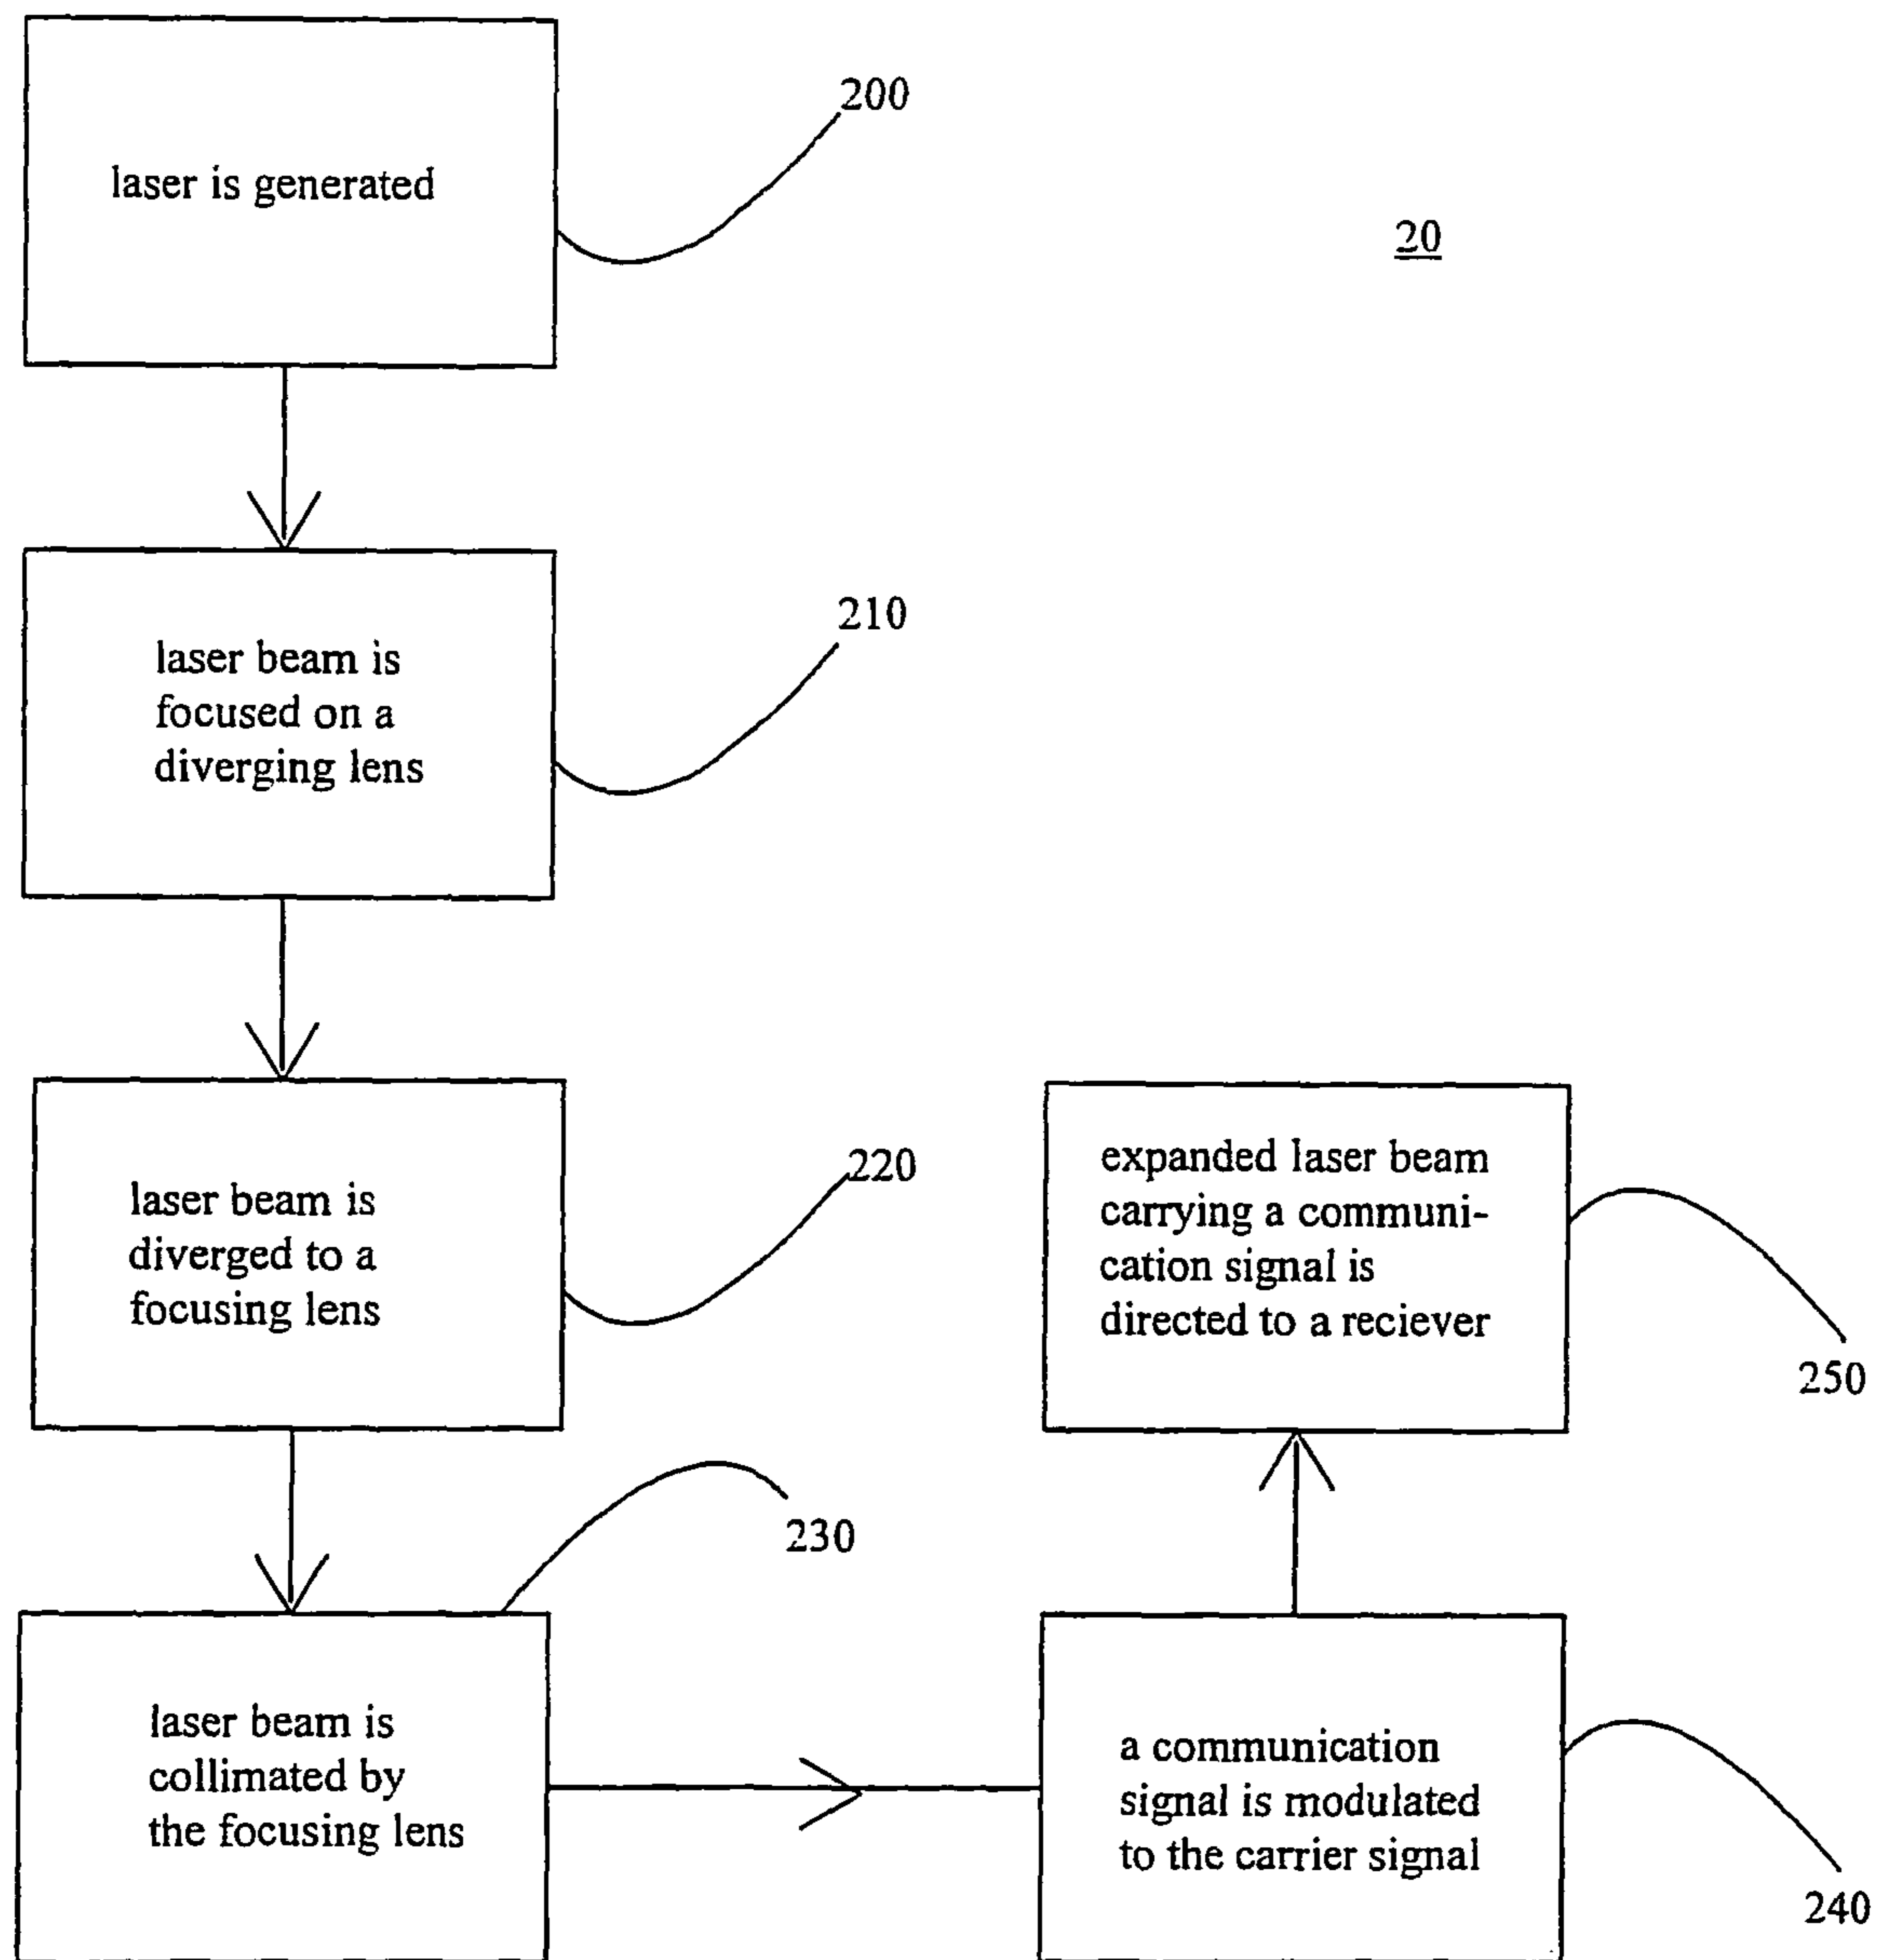 laser is generated
200
20
laser beam is
focused on a
diverging lens
210
laser beam is
diverged to a
focusing lens
220
laser beam is
collimated by
the focusing lens
230
a communication
signal is modulated
to the carrier signal
240
expanded laser beam
carrying a communi-
cation signal is
directed to a reciever
250